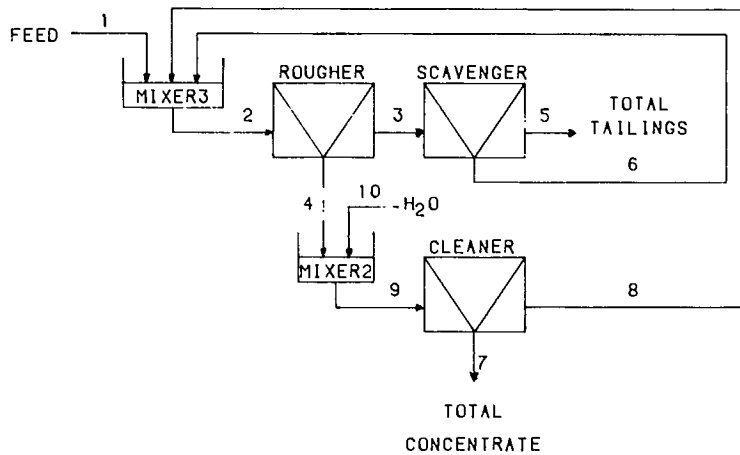 1
FEED
MIXER3
ROUGHER
SCAVENGER
2
3
5
TOTAL
TAILINGS
6
4
10
H2O
MIXER2
CLEANER
9
8
7
TOTAL
CONCENTRATE